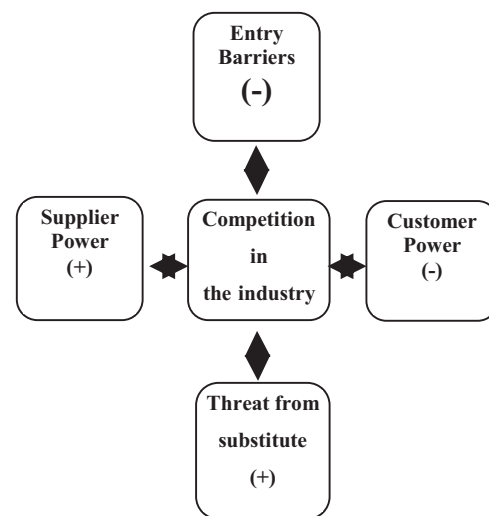 Entry
Barriers
(-)
Supplier
Power
(+)
Competition
in
the industry
Customer
Power
(-)
Threat from
substitute
(+)